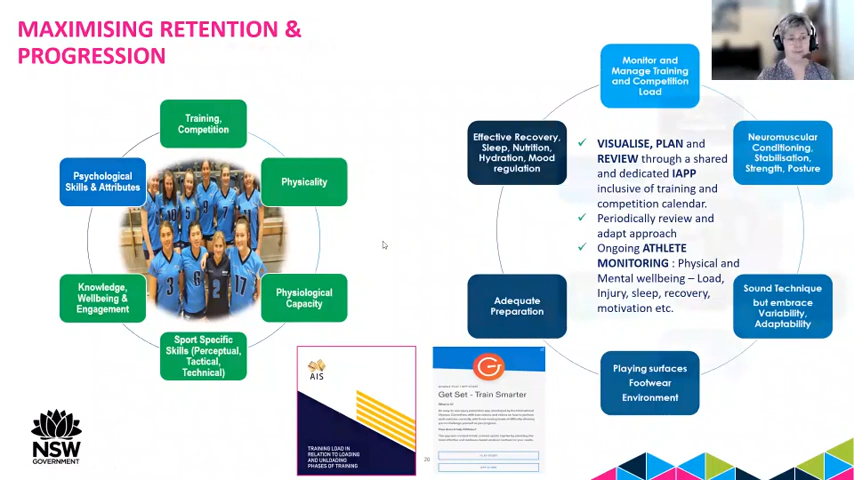 MAXIMISING RETENTION &
PROGRESSION
Training,
Competition
Psychological
Skills & Attributes
Physicality
Knowledge,
Wellbeing &
Engagement
Physiological
Capacity
Sport Specific
Skills (Perceptual,
Tactical,
Technical)
Monitor and
Manage Training
and Competition
Load
Effective Recovery,
Sleep, Nutrition,
Hydration, Mood
regulation
Neuromuscular
Conditioning,
Stabilisation,
Strength, Posture
✓ VISUALISE, PLAN and
REVIEW through a shared
and dedicated IAPP
inclusive of training and
competition calendar.
✓ Periodically review and
adapt approach
✓ Ongoing ATHLETE
MONITORING : Physical and
Mental wellbeing – Load,
Injury, sleep, recovery,
motivation etc.
Adequate
Preparation
Sound Technique
but embrace
Variability,
Adaptability
Playing surfaces
Footwear
Environment
AIS
TRAINING LOAD IN
RELATION TO LOADING
AND UNLOADING
PHASES OF TRAINING
Get Set - Train Smarter
NSW
GOVERNMENT
20